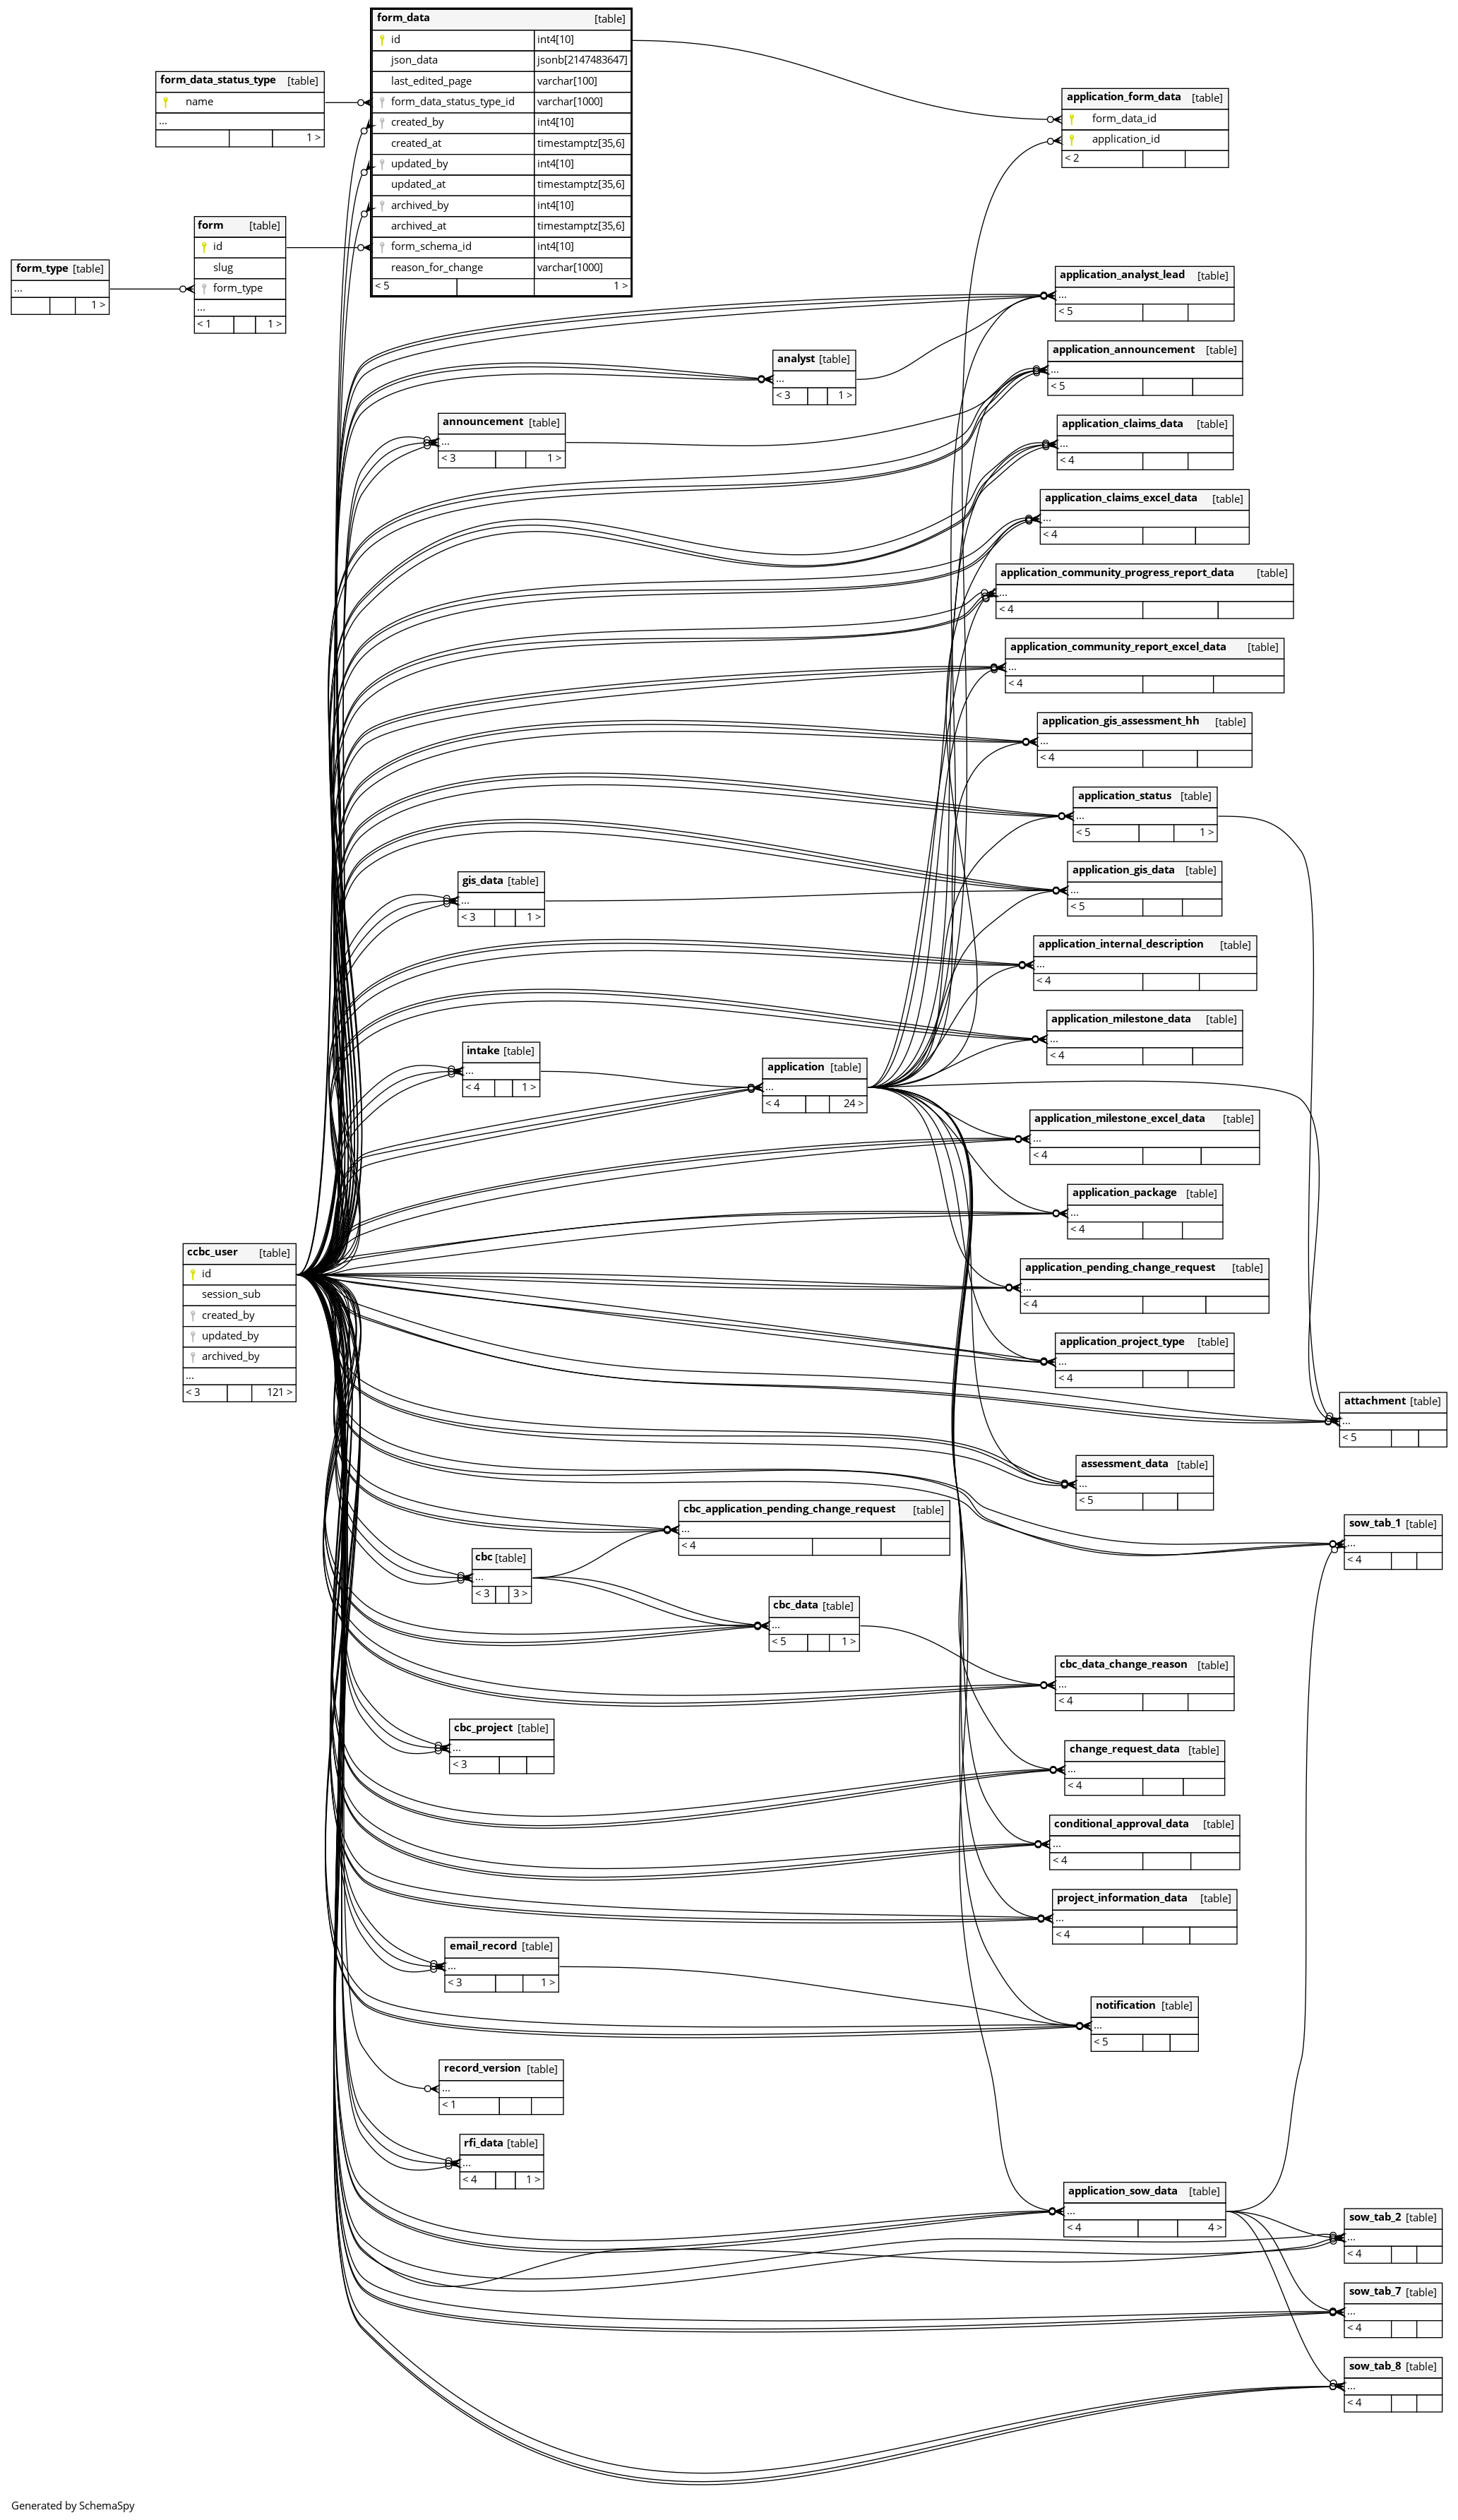 form_data [table]
id int4[10]
json_data jsonb[2147483647]
last_edited_page varchar[100]
form_data_status_type_id varchar[1000]
created_by int4[10]
created_at timestamptz[35,6]
updated_by int4[10]
updated_at timestamptz[35,6]
archived_by int4[10]
archived_at timestamptz[35,6]
form_schema_id int4[10]
reason_for_change varchar[1000]
< 5 1 >
form_data_status_type [table]
name
...
1 >
application_form_data [table]
form_data_id
application_id
< 2
form [table]
id
slug
form_type
...
< 1 1 >
form_type [table]
...
1 >
application_analyst_lead [table]
...
< 5
analyst [table]
...
< 3 1 >
application_announcement [table]
...
< 5
announcement [table]
...
< 3 1 >
application_claims_data [table]
...
< 4
application_claims_excel_data [table]
...
< 4
application_community_progress_report_data [table]
...
< 4
application_community_report_excel_data [table]
...
< 4
application_gis_assessment_hh [table]
...
< 4
application_status [table]
...
< 5 1 >
application_gis_data [table]
...
< 5
gis_data [table]
...
< 3 1 >
application_internal_description [table]
...
< 4
application_milestone_data [table]
...
< 4
intake [table]
...
< 4 1 >
application [table]
...
< 4 24 >
application_milestone_excel_data [table]
...
< 4
application_package [table]
...
< 4
ccbc_user [table]
id
session_sub
created_by
updated_by
archived_by
...
< 3 121 >
application_pending_change_request [table]
...
< 4
application_project_type [table]
...
< 4
attachment [table]
...
< 5
assessment_data [table]
...
< 5
cbc_application_pending_change_request [table]
...
< 4
sow_tab_1 [table]
...
< 4
cbc [table]
...
< 3 3 >
cbc_data [table]
...
< 5 1 >
cbc_data_change_reason [table]
...
< 4
cbc_project [table]
...
< 3
change_request_data [table]
...
< 4
conditional_approval_data [table]
...
< 4
project_information_data [table]
...
< 4
email_record [table]
...
< 3 1 >
notification [table]
...
< 5
record_version [table]
...
< 1
rfi_data [table]
...
< 4 1 >
application_sow_data [table]
...
< 4 4 >
sow_tab_2 [table]
...
< 4
sow_tab_7 [table]
...
< 4
sow_tab_8 [table]
...
< 4
Generated by SchemaSpy